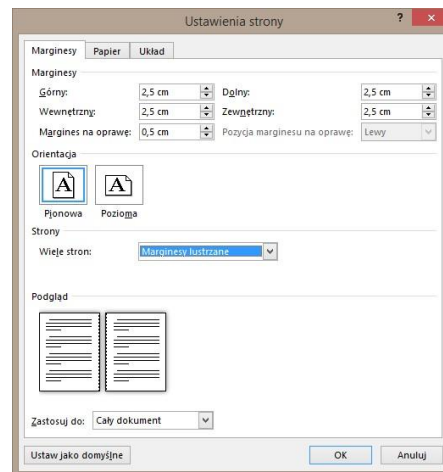 Ustawienia strony ? ×
Marginesy Papier Układ
Marginesy
Górny: 2,5 cm Dolny: 2,5 cm
Wewnętrzny: 2,5 cm Zewnętrzny: 2,5 cm
Margines na oprawę: 0,5 cm Pozycja marginesu na oprawę: Lewy
Orientacja
A A
Pionowa Pozioma
Strony
Wiele stron: Marginesy lustrzane
Podgląd
Zastosuj do: Cały dokument
Ustaw jako domyślne OK Anuluj